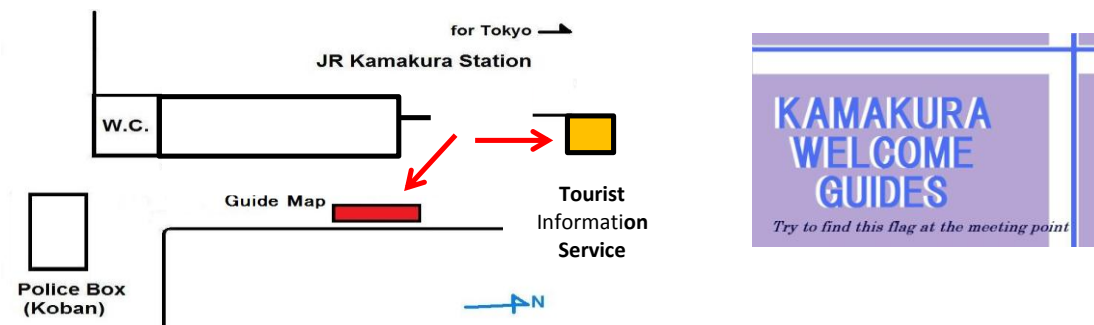 for Tokyo
JR Kamakura Station
W.C.
Guide Map
Tourist
Information
Service
Police Box
(Koban)
N
KAMAKURA
WELCOME
GUIDES
Try to find this flag at the meeting point